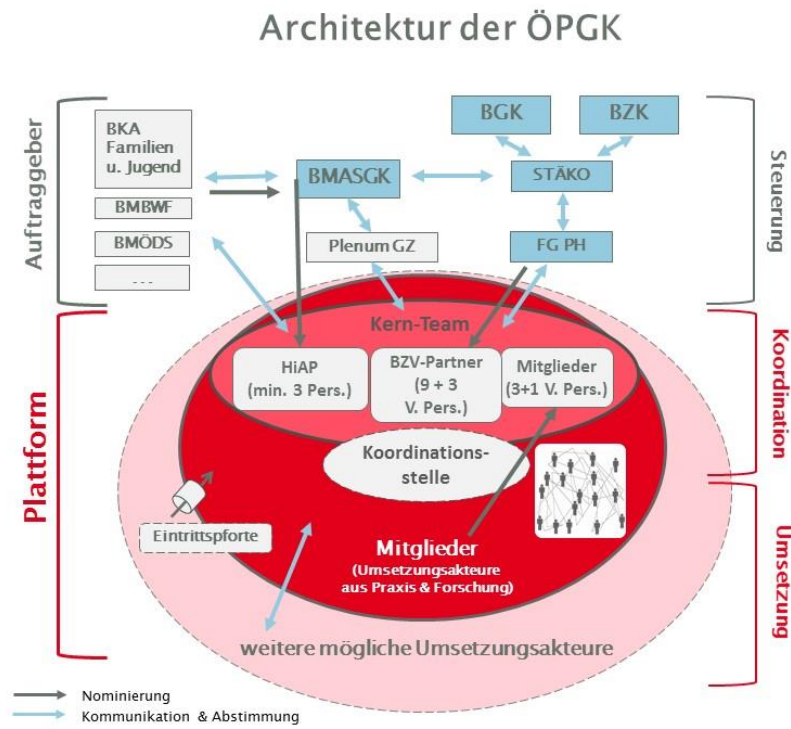 Architektur der ÖPGK
Auftraggeber
BKA
Familien
u. Jugend
BMBWF
BMÖDS
...
BMASGK
Plenum GZ
BGK
BZK
STÄKO
FG PH
Steuerung
Plattform
Kern-Team
HiAP
(min. 3 Pers.)
BZV-Partner
(9 + 3
V. Pers.)
Mitglieder
(3+1 V. Pers.)
Koordinations-
stelle
Koordination
Eintrittspforte
Mitglieder
(Umsetzungsakteure
aus Praxis & Forschung)
weitere mögliche Umsetzungsakteure
Umsetzung
Nominierung
Kommunikation & Abstimmung